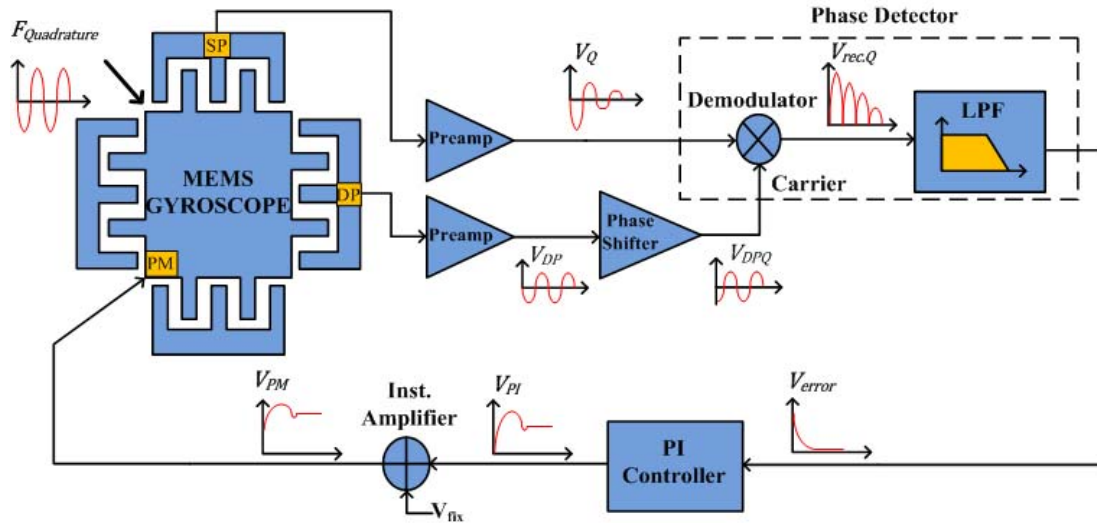 Phase Detector
F_Quadrature
SP
V_Q
V_rec.Q
Demodulator
LPF
Preamp
MEMS
GYROSCOPE
DP
Carrier
Preamp
Phase
Shifter
PM
V_DP
V_DPQ
V_PM
Inst.
Amplifier
V_PI
V_error
PI
Controller
V_fix